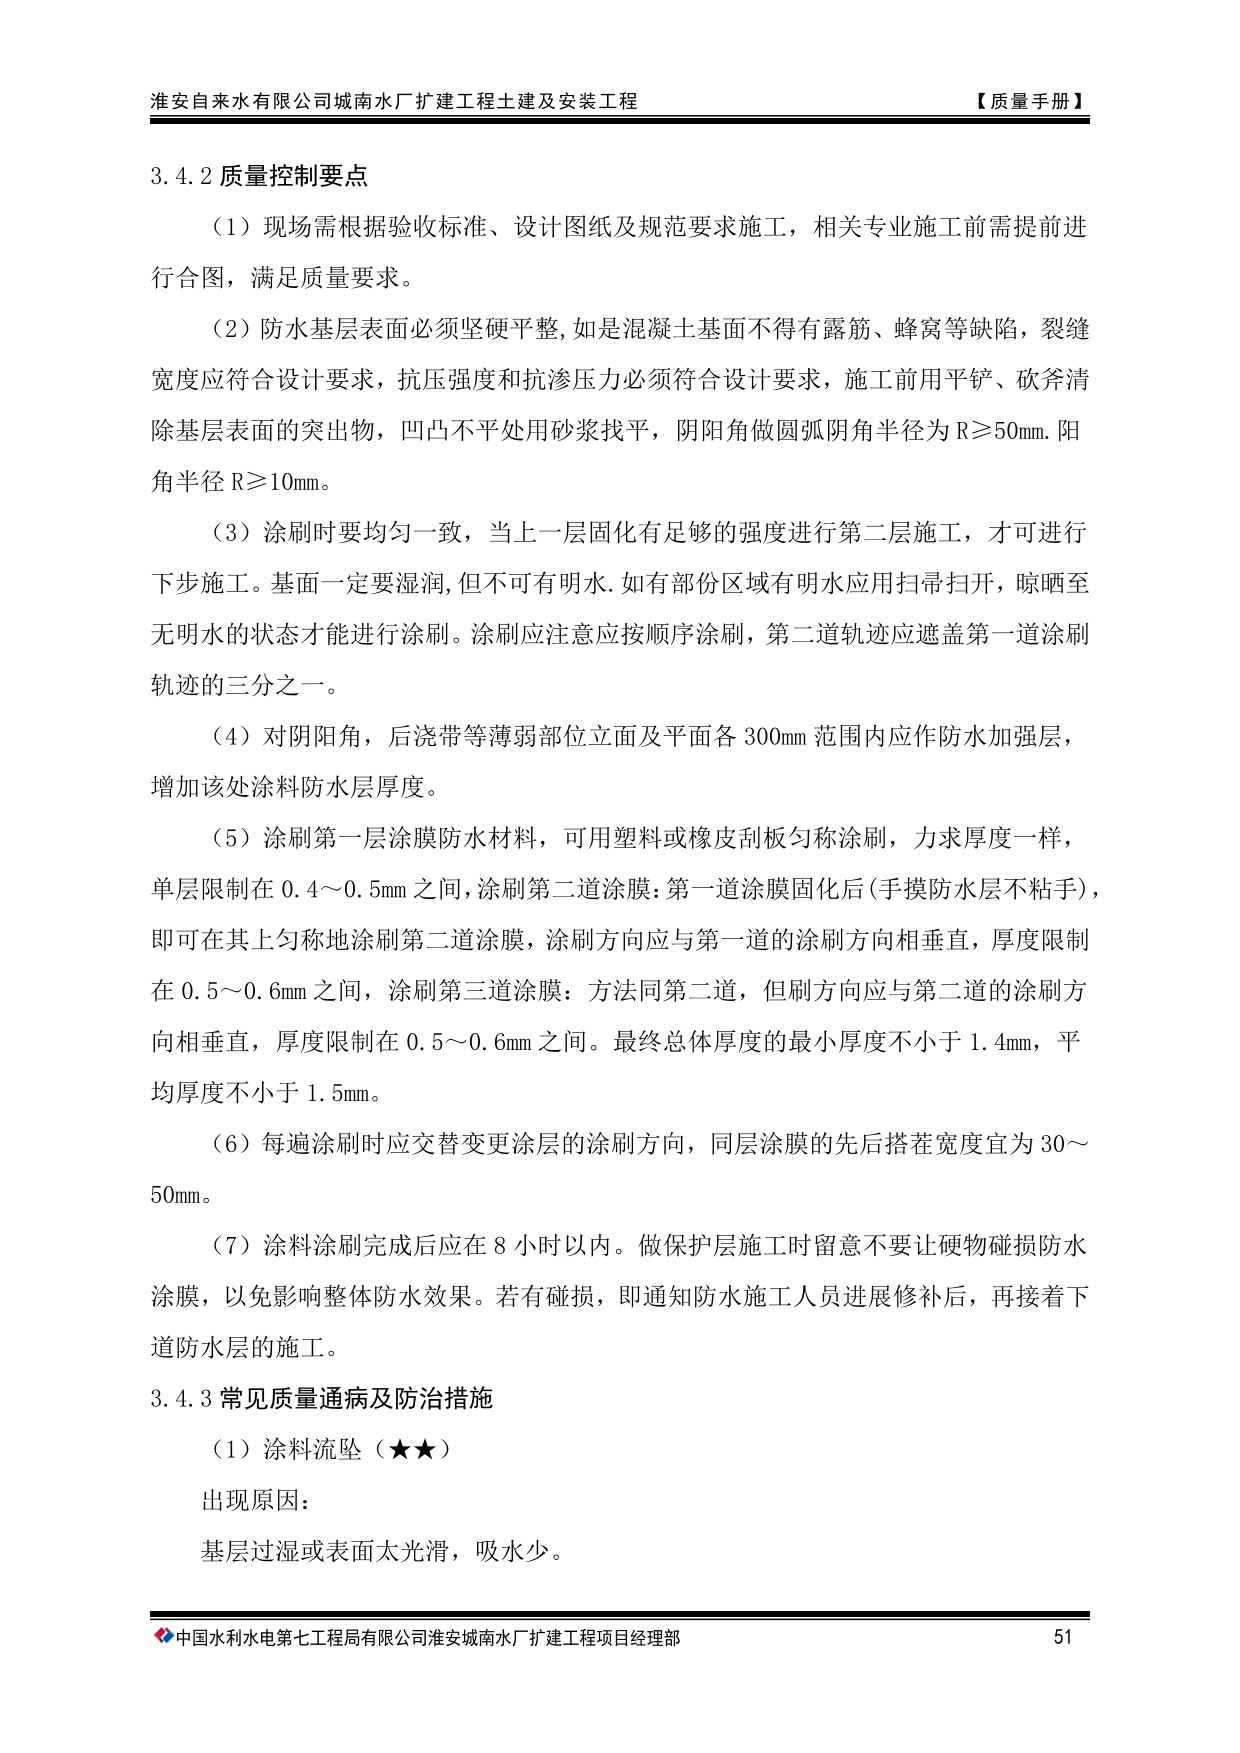 淮安自来水有限公司城南水厂扩建工程土建及安装工程 【质量手册】
3.4.2 质量控制要点
（1）现场需根据验收标准、设计图纸及规范要求施工，相关专业施工前需提前进
行合图，满足质量要求。
（2）防水基层表面必须坚硬平整,如是混凝土基面不得有露筋、蜂窝等缺陷，裂缝
宽度应符合设计要求，抗压强度和抗渗压力必须符合设计要求，施工前用平铲、砍斧清
除基层表面的突出物，凹凸不平处用砂浆找平，阴阳角做圆弧阴角半径为 R≥50mm.阳
角半径 R≥10mm。
（3）涂刷时要均匀一致，当上一层固化有足够的强度进行第二层施工，才可进行
下步施工。基面一定要湿润,但不可有明水.如有部份区域有明水应用扫帚扫开，晾晒至
无明水的状态才能进行涂刷。涂刷应注意应按顺序涂刷，第二道轨迹应遮盖第一道涂刷
轨迹的三分之一。
（4）对阴阳角，后浇带等薄弱部位立面及平面各 300mm 范围内应作防水加强层，
增加该处涂料防水层厚度。
（5）涂刷第一层涂膜防水材料，可用塑料或橡皮刮板匀称涂刷，力求厚度一样，
单层限制在 0.4～0.5mm 之间,涂刷第二道涂膜:第一道涂膜固化后(手摸防水层不粘手)，
即可在其上匀称地涂刷第二道涂膜，涂刷方向应与第一道的涂刷方向相垂直，厚度限制
在 0.5～0.6mm 之间，涂刷第三道涂膜：方法同第二道，但刷方向应与第二道的涂刷方
向相垂直，厚度限制在 0.5～0.6mm 之间。最终总体厚度的最小厚度不小于 1.4mm，平
均厚度不小于 1.5mm。
（6）每遍涂刷时应交替变更涂层的涂刷方向，同层涂膜的先后搭茬宽度宜为 30～
50mm。
（7）涂料涂刷完成后应在 8 小时以内。做保护层施工时留意不要让硬物碰损防水
涂膜，以免影响整体防水效果。若有碰损，即通知防水施工人员进展修补后，再接着下
道防水层的施工。
3.4.3 常见质量通病及防治措施
（1）涂料流坠（★★）
出现原因：
基层过湿或表面太光滑，吸水少。
中国水利水电第七工程局有限公司淮安城南水厂扩建工程项目经理部 51